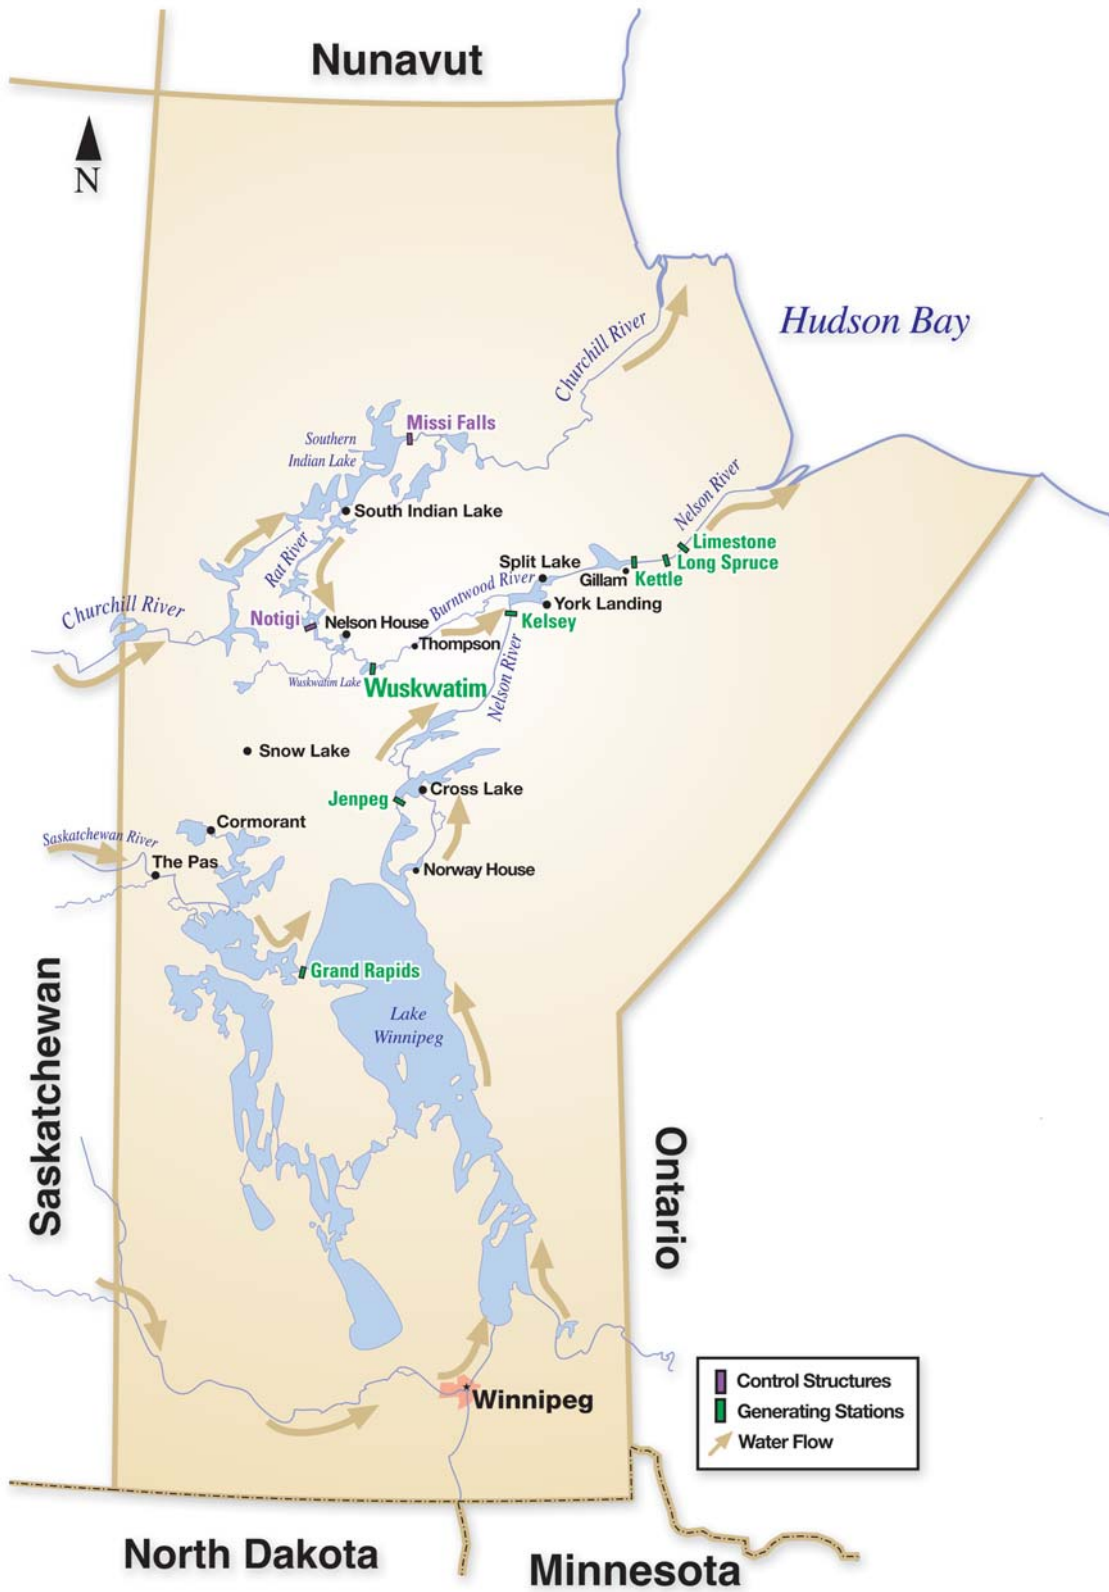 Nunavut
N
Hudson Bay
Churchill River
Missi Falls
Southern
Indian Lake
Nelson River
South Indian Lake
Rat River
Limestone
Long Spruce
Split Lake
Gillam
Kettle
Burntwood River
York Landing
Churchill River
Notigi
Nelson House
Kelsey
Thompson
Wuskwatim Lake
Wuskwatim
Nelson River
Snow Lake
Cross Lake
Jenpeg
Cormorant
Saskatchewan River
The Pas
Norway House
Grand Rapids
Lake
Winnipeg
Saskatchewan
Ontario
Winnipeg
Control Structures
Generating Stations
Water Flow
North Dakota
Minnesota